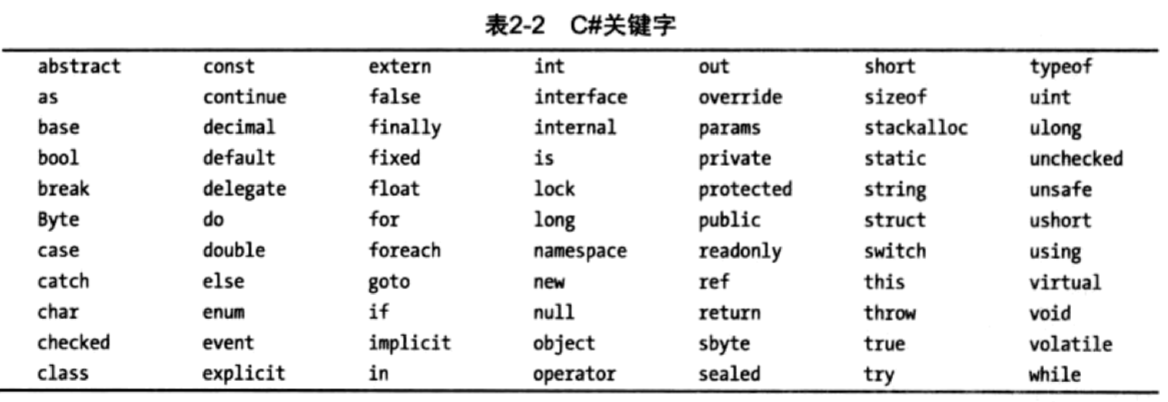 表2-2 C#关键字
abstract const extern int out short typeof
as continue false interface override sizeof uint
base decimal finally internal params stackalloc ulong
bool default fixed is private static unchecked
break delegate float lock protected string unsafe
Byte do for long public struct ushort
case double foreach namespace readonly switch using
catch else goto new ref this virtual
char enum if null return throw void
checked event implicit object sbyte true volatile
class explicit in operator sealed try while